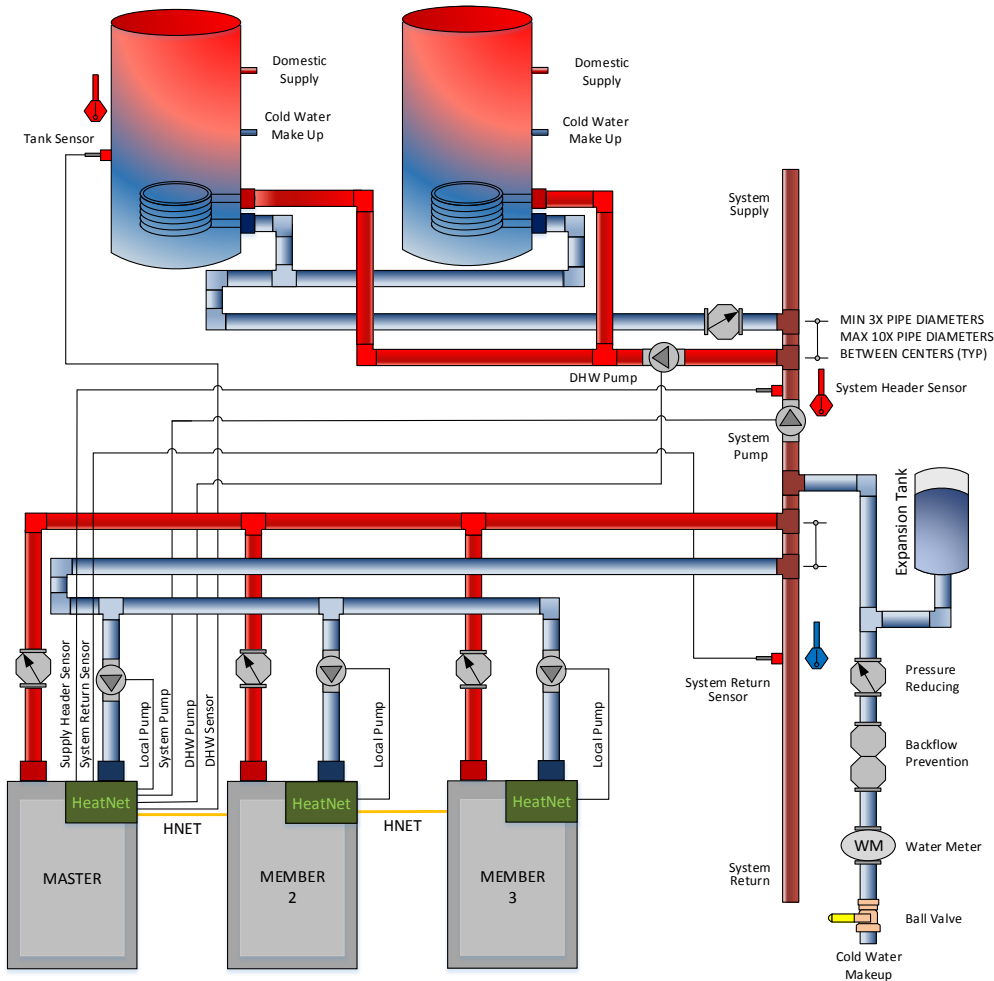 Domestic
Supply
Cold Water
Make Up
Tank Sensor
Domestic
Supply
Cold Water
Make Up
System
Supply
MIN 3X PIPE DIAMETERS
MAX 10X PIPE DIAMETERS
BETWEEN CENTERS (TYP)
DHW Pump
System Header Sensor
System
Pump
Expansion Tank
System Return
Sensor
Pressure
Reducing
Backflow
Prevention
WM
Water Meter
Ball Valve
Cold Water
Makeup
System
Return
Supply Header Sensor
System Return Sensor
Local Pump
System Pump
DHW Pump
DHW Sensor
Local Pump
Local Pump
HeatNet
HNET
HeatNet
HNET
HeatNet
MASTER
MEMBER
2
MEMBER
3